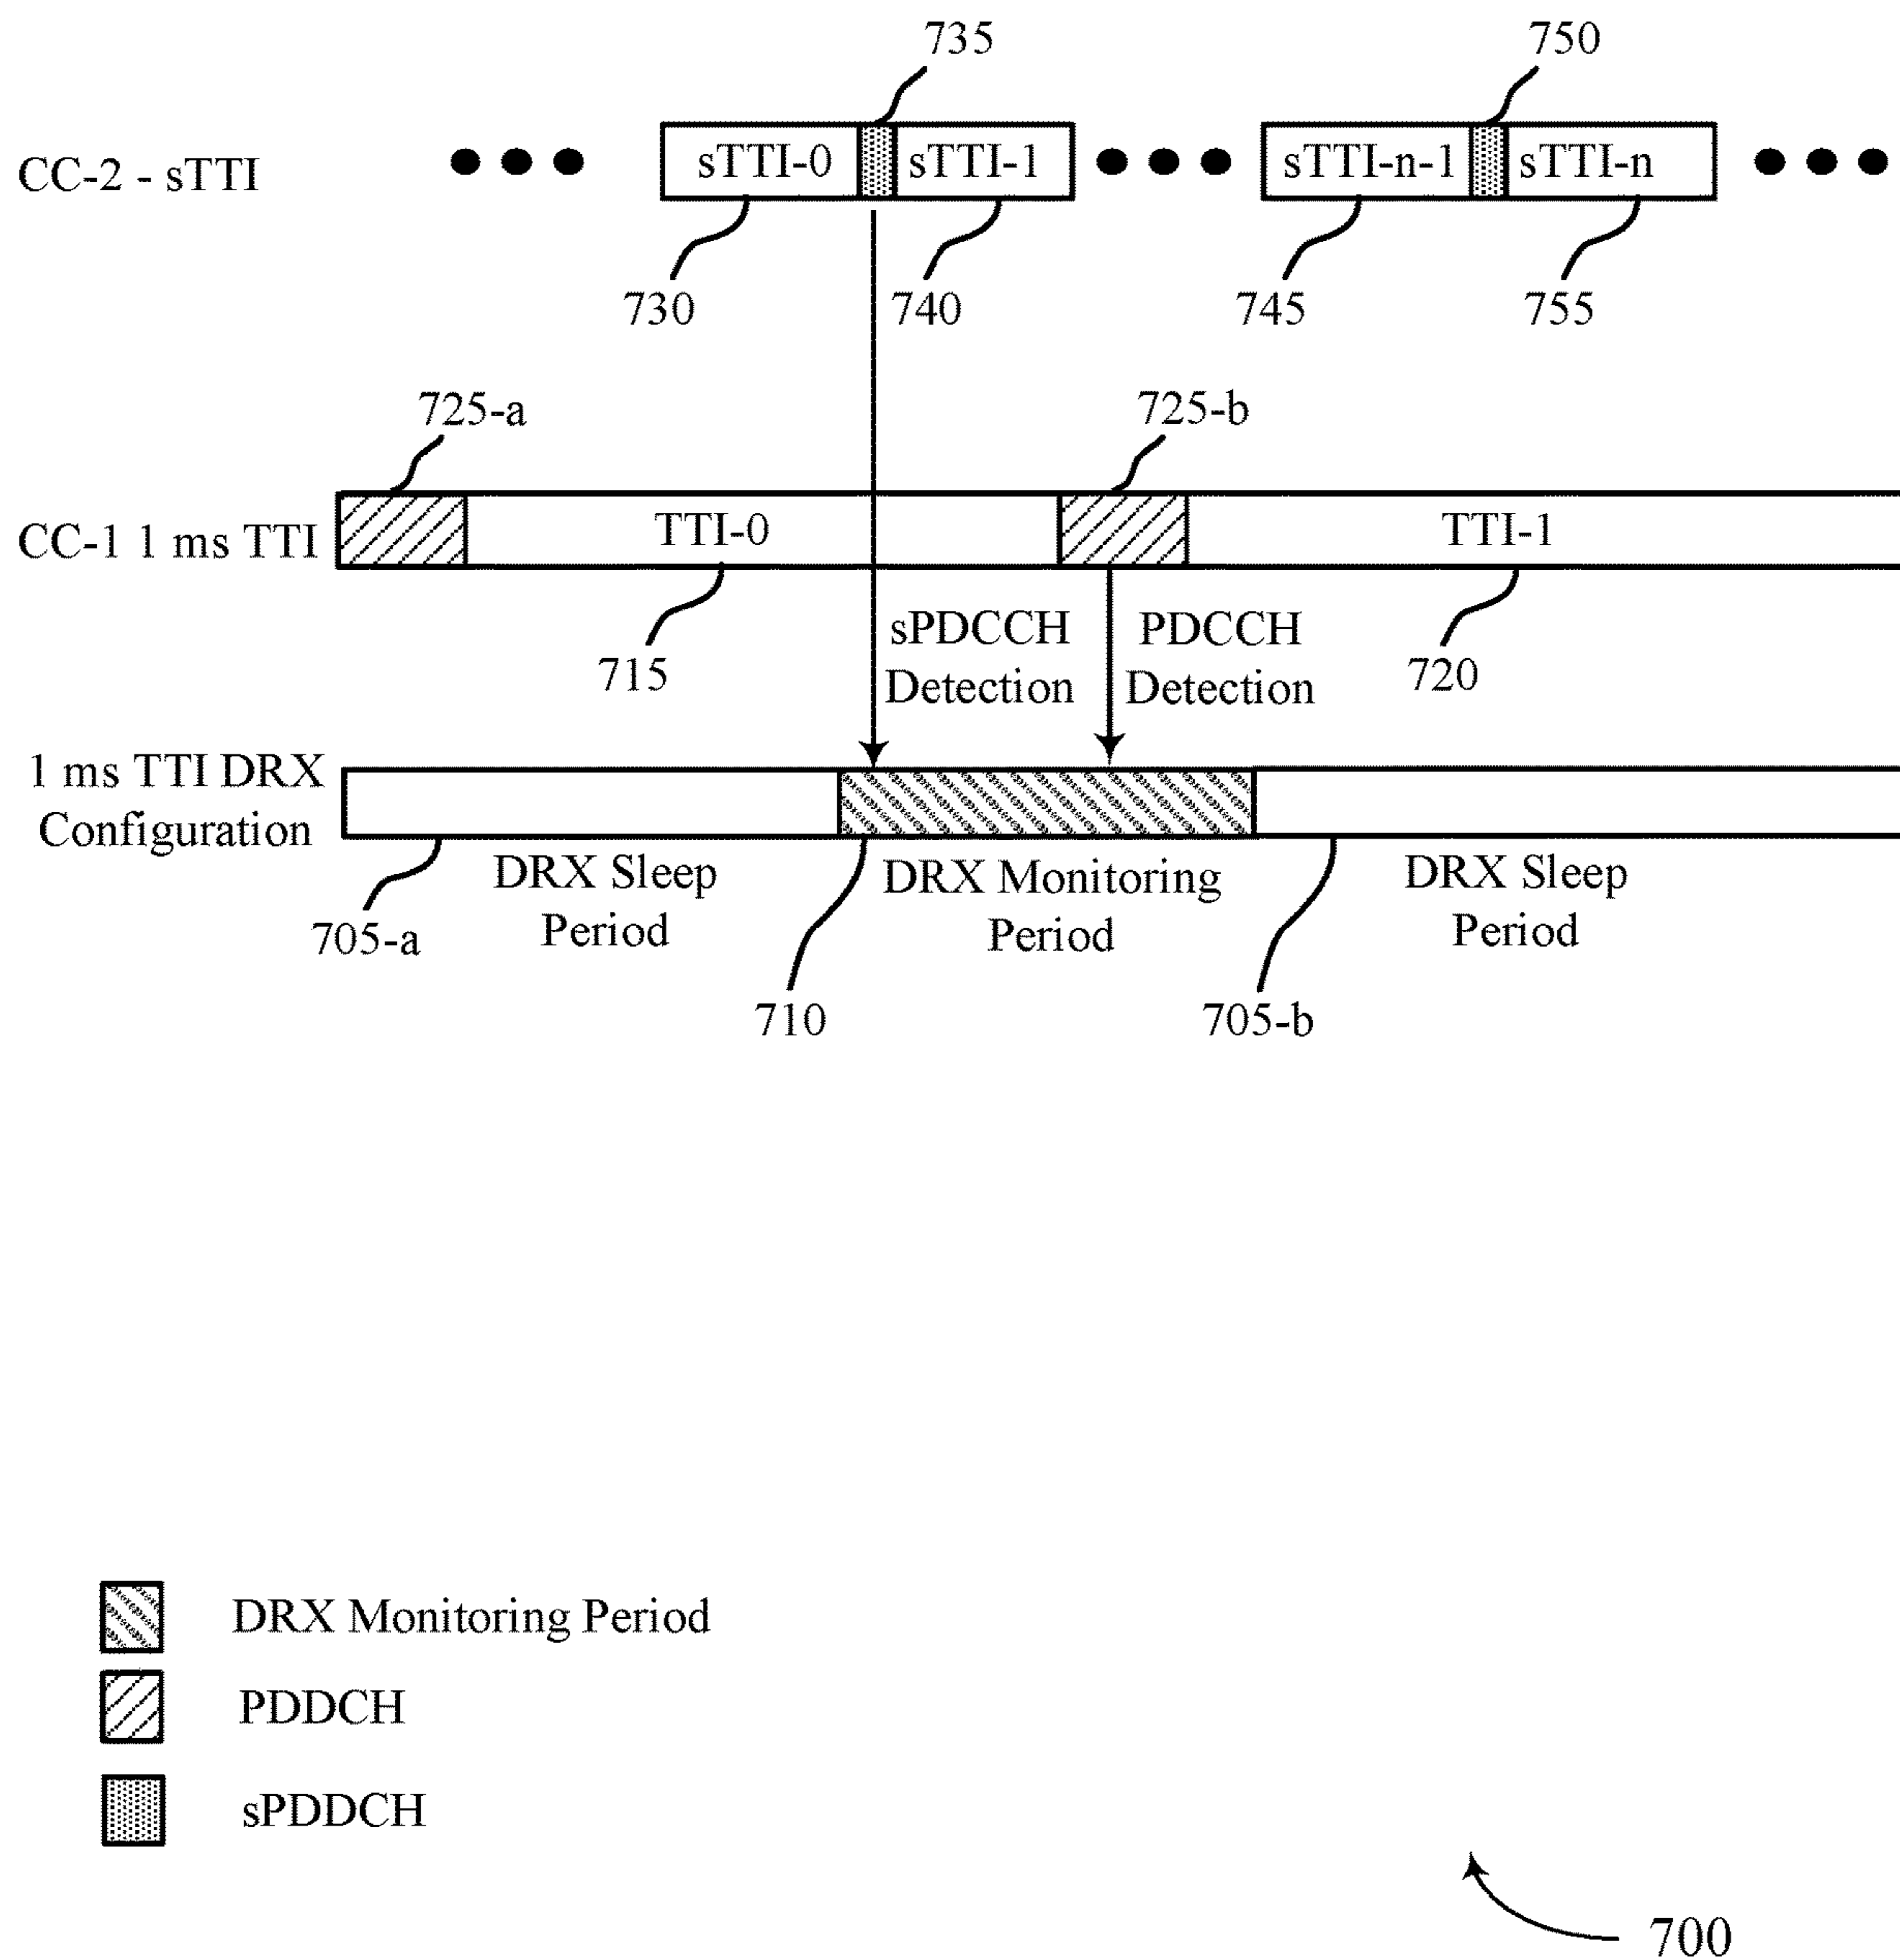 735
750
CC-2 - sTTI
sTTI-0
sTTI-1
sTTI-n-1
sTTI-n
730
740
745
755
725-a
725-b
CC-1 1 ms TTI
TTI-0
TTI-1
715
sPDCCH
Detection
PDCCH
Detection
720
1 ms TTI DRX
Configuration
705-a
DRX Sleep
Period
DRX Monitoring
Period
DRX Sleep
Period
710
705-b
DRX Monitoring Period
PDDCH
sPDDCH
700